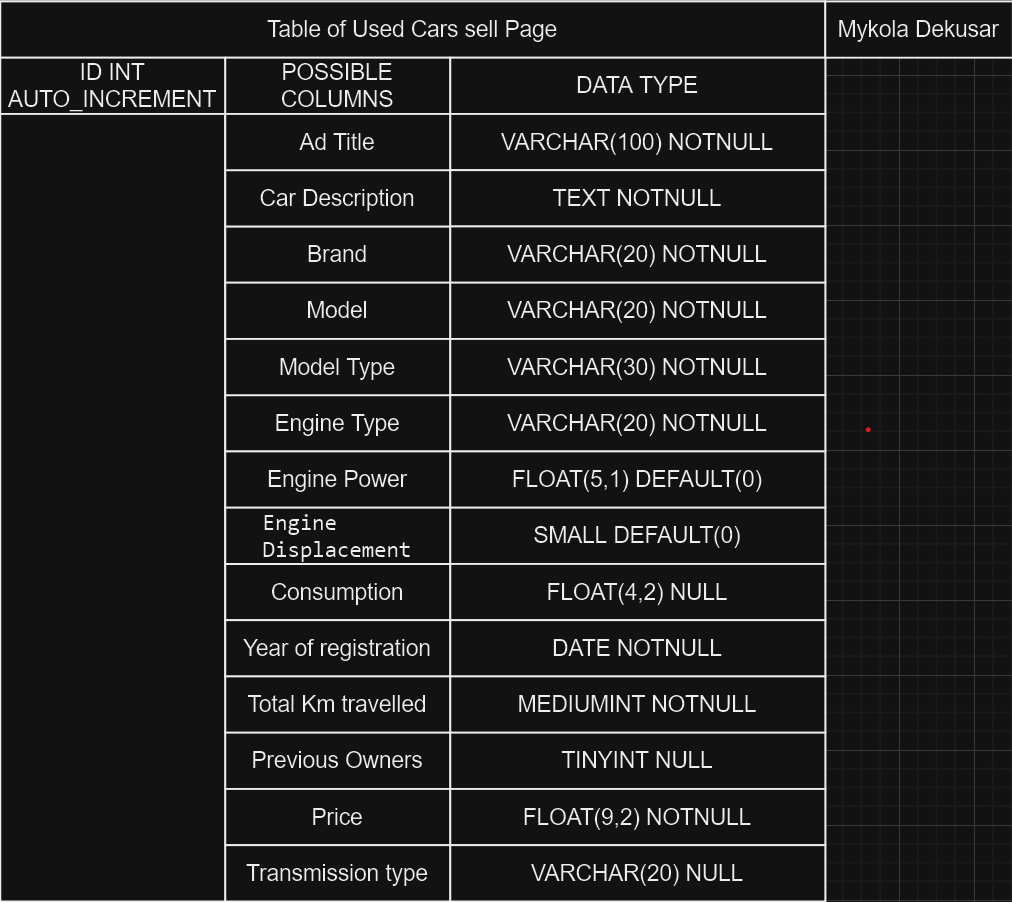 Table of Used Cars sell Page
Mykola Dekusar
ID INT
AUTO_INCREMENT
POSSIBLE
COLUMNS
DATA TYPE
Ad Title
VARCHAR(100) NOTNULL
Car Description
TEXT NOTNULL
Brand
VARCHAR(20) NOTNULL
Model
VARCHAR(20) NOTNULL
Model Type
VARCHAR(30) NOTNULL
Engine Type
VARCHAR(20) NOTNULL
Engine Power
FLOAT(5,1) DEFAULT(0)
Engine
Displacement
SMALL DEFAULT(0)
Consumption
FLOAT(4,2) NULL
Year of registration
DATE NOTNULL
Total Km travelled
MEDIUMINT NOTNULL
Previous Owners
TINYINT NULL
Price
FLOAT(9,2) NOTNULL
Transmission type
VARCHAR(20) NULL